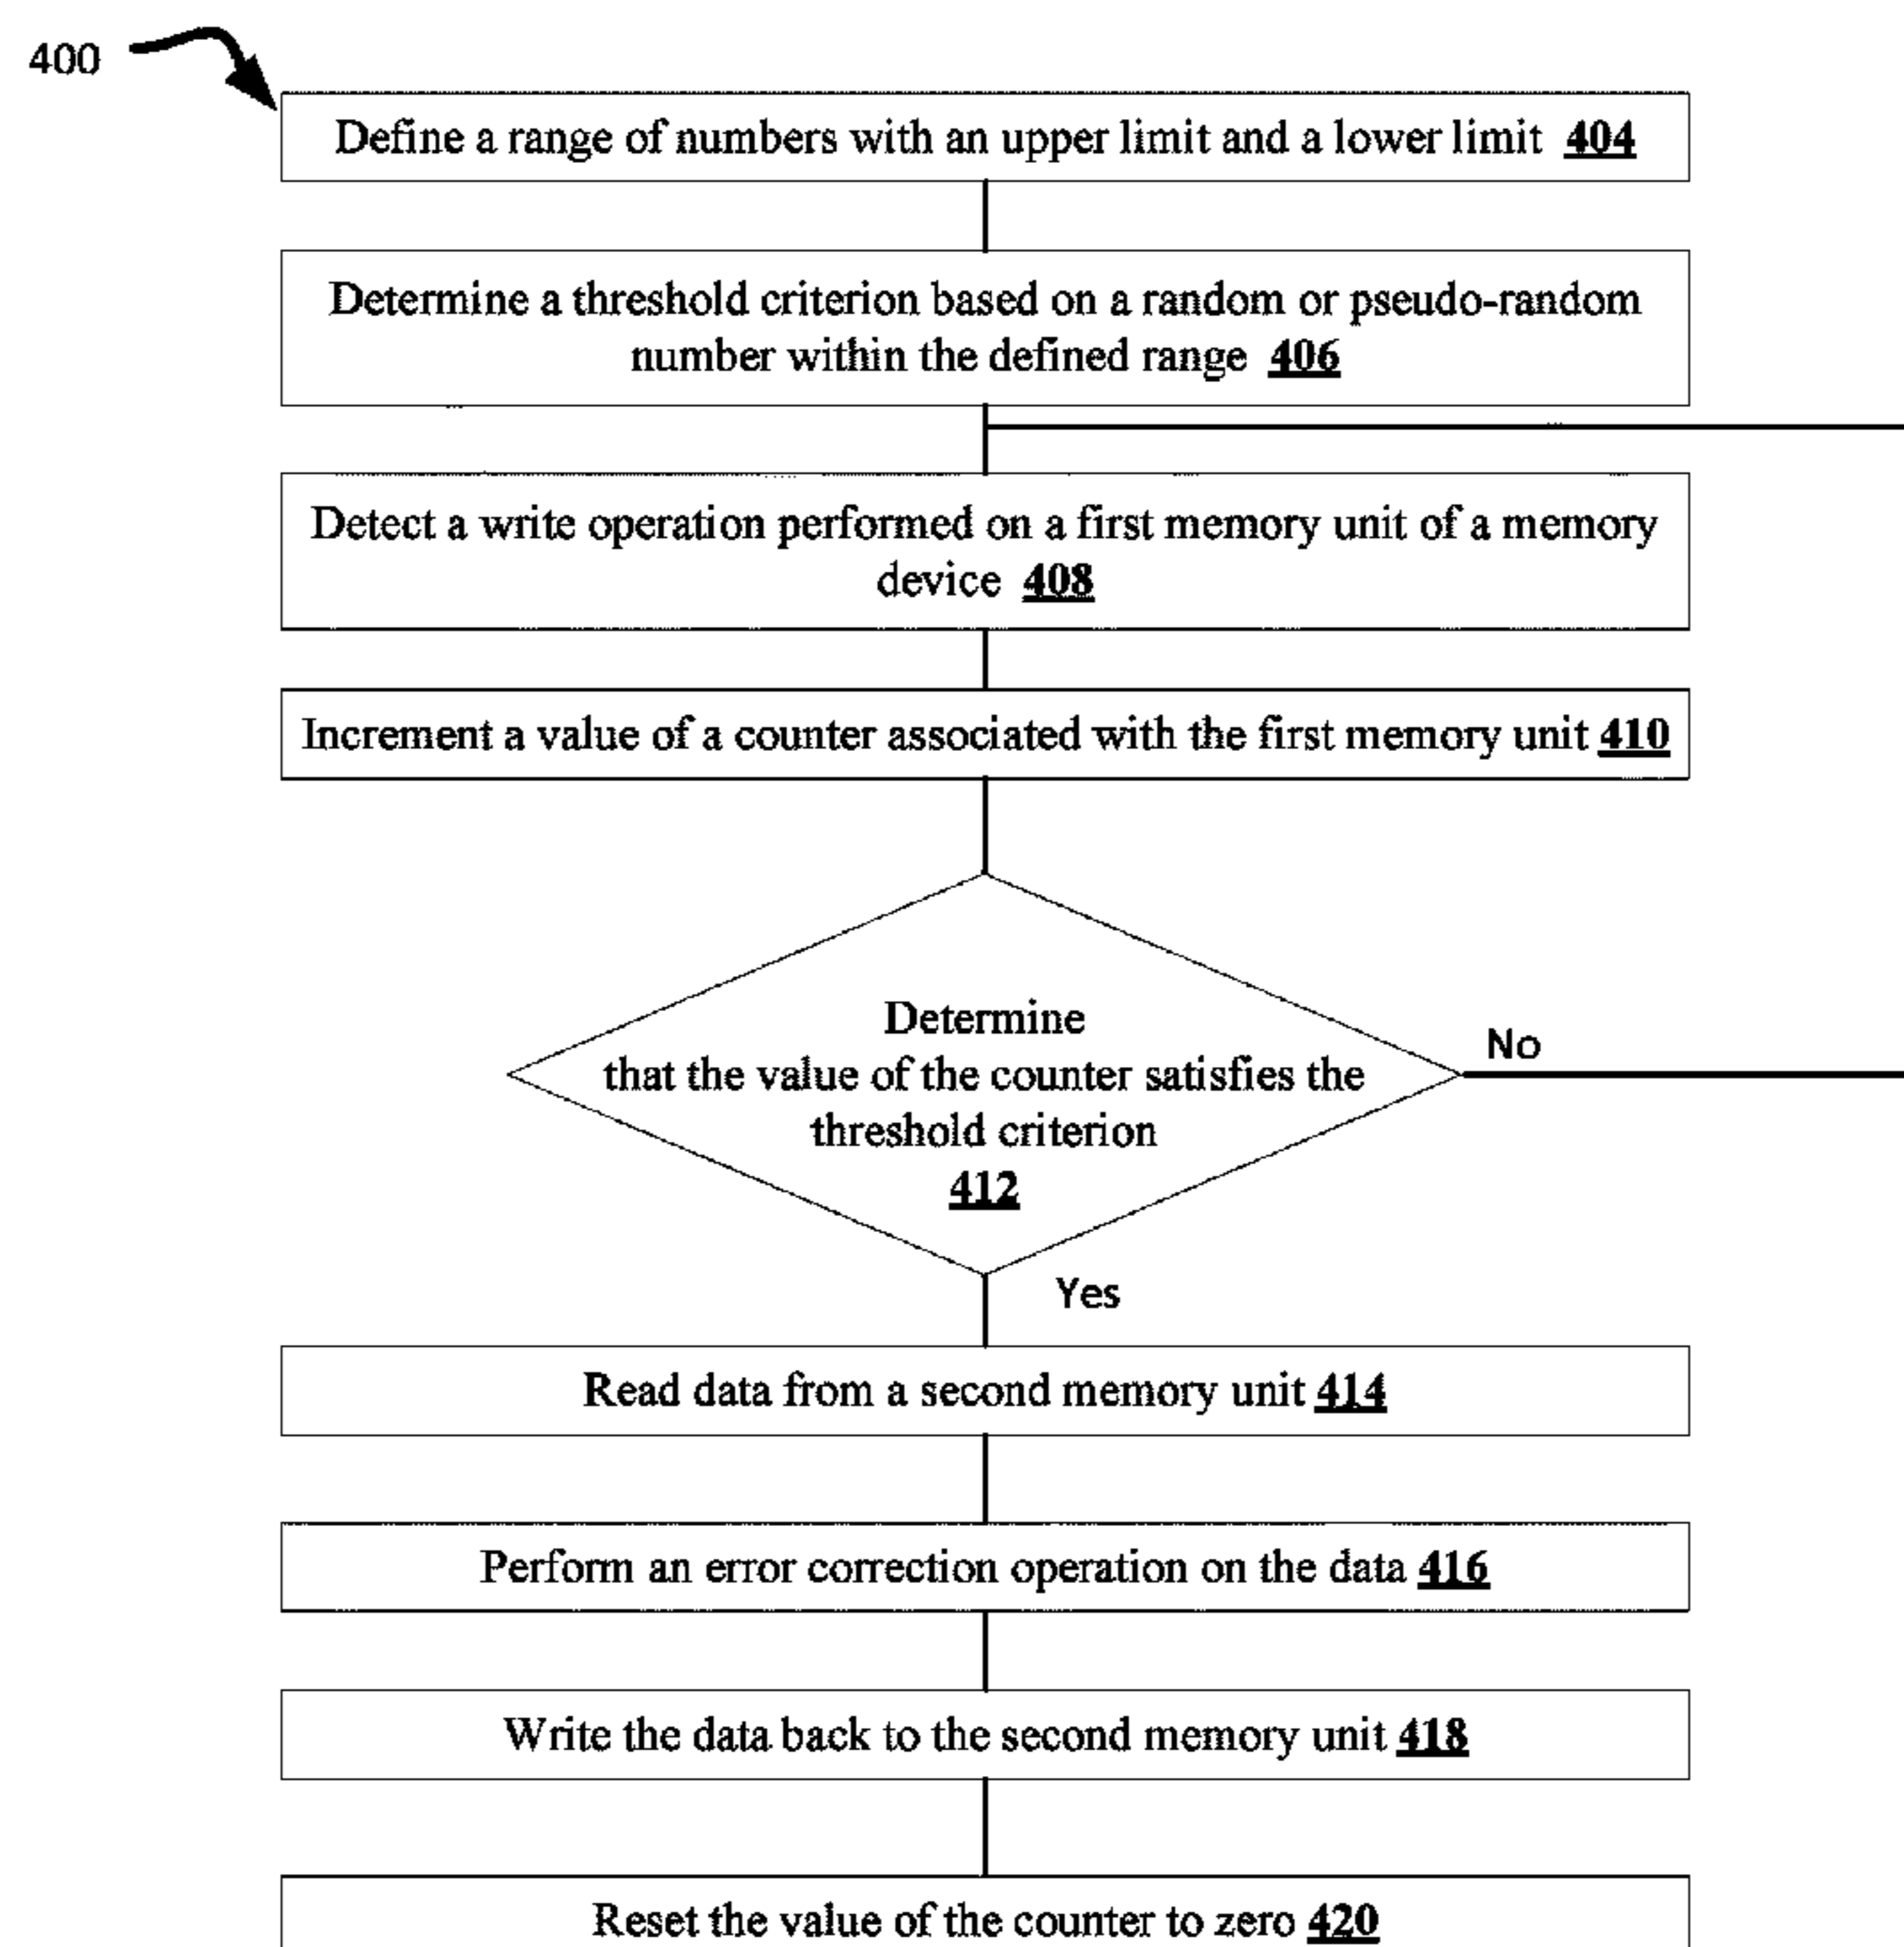 400
Define a range of numbers with an upper limit and a lower limit 404
Determine a threshold criterion based on a random or pseudo-random
number within the defined range 406
Detect a write operation performed on a first memory unit of a memory
device 408
Increment a value of a counter associated with the first memory unit 410
Determine
that the value of the counter satisfies the
threshold criterion
412
No
Yes
Read data from a second memory unit 414
Perform an error correction operation on the data 416
Write the data back to the second memory unit 418
Reset the value of the counter to zero 420